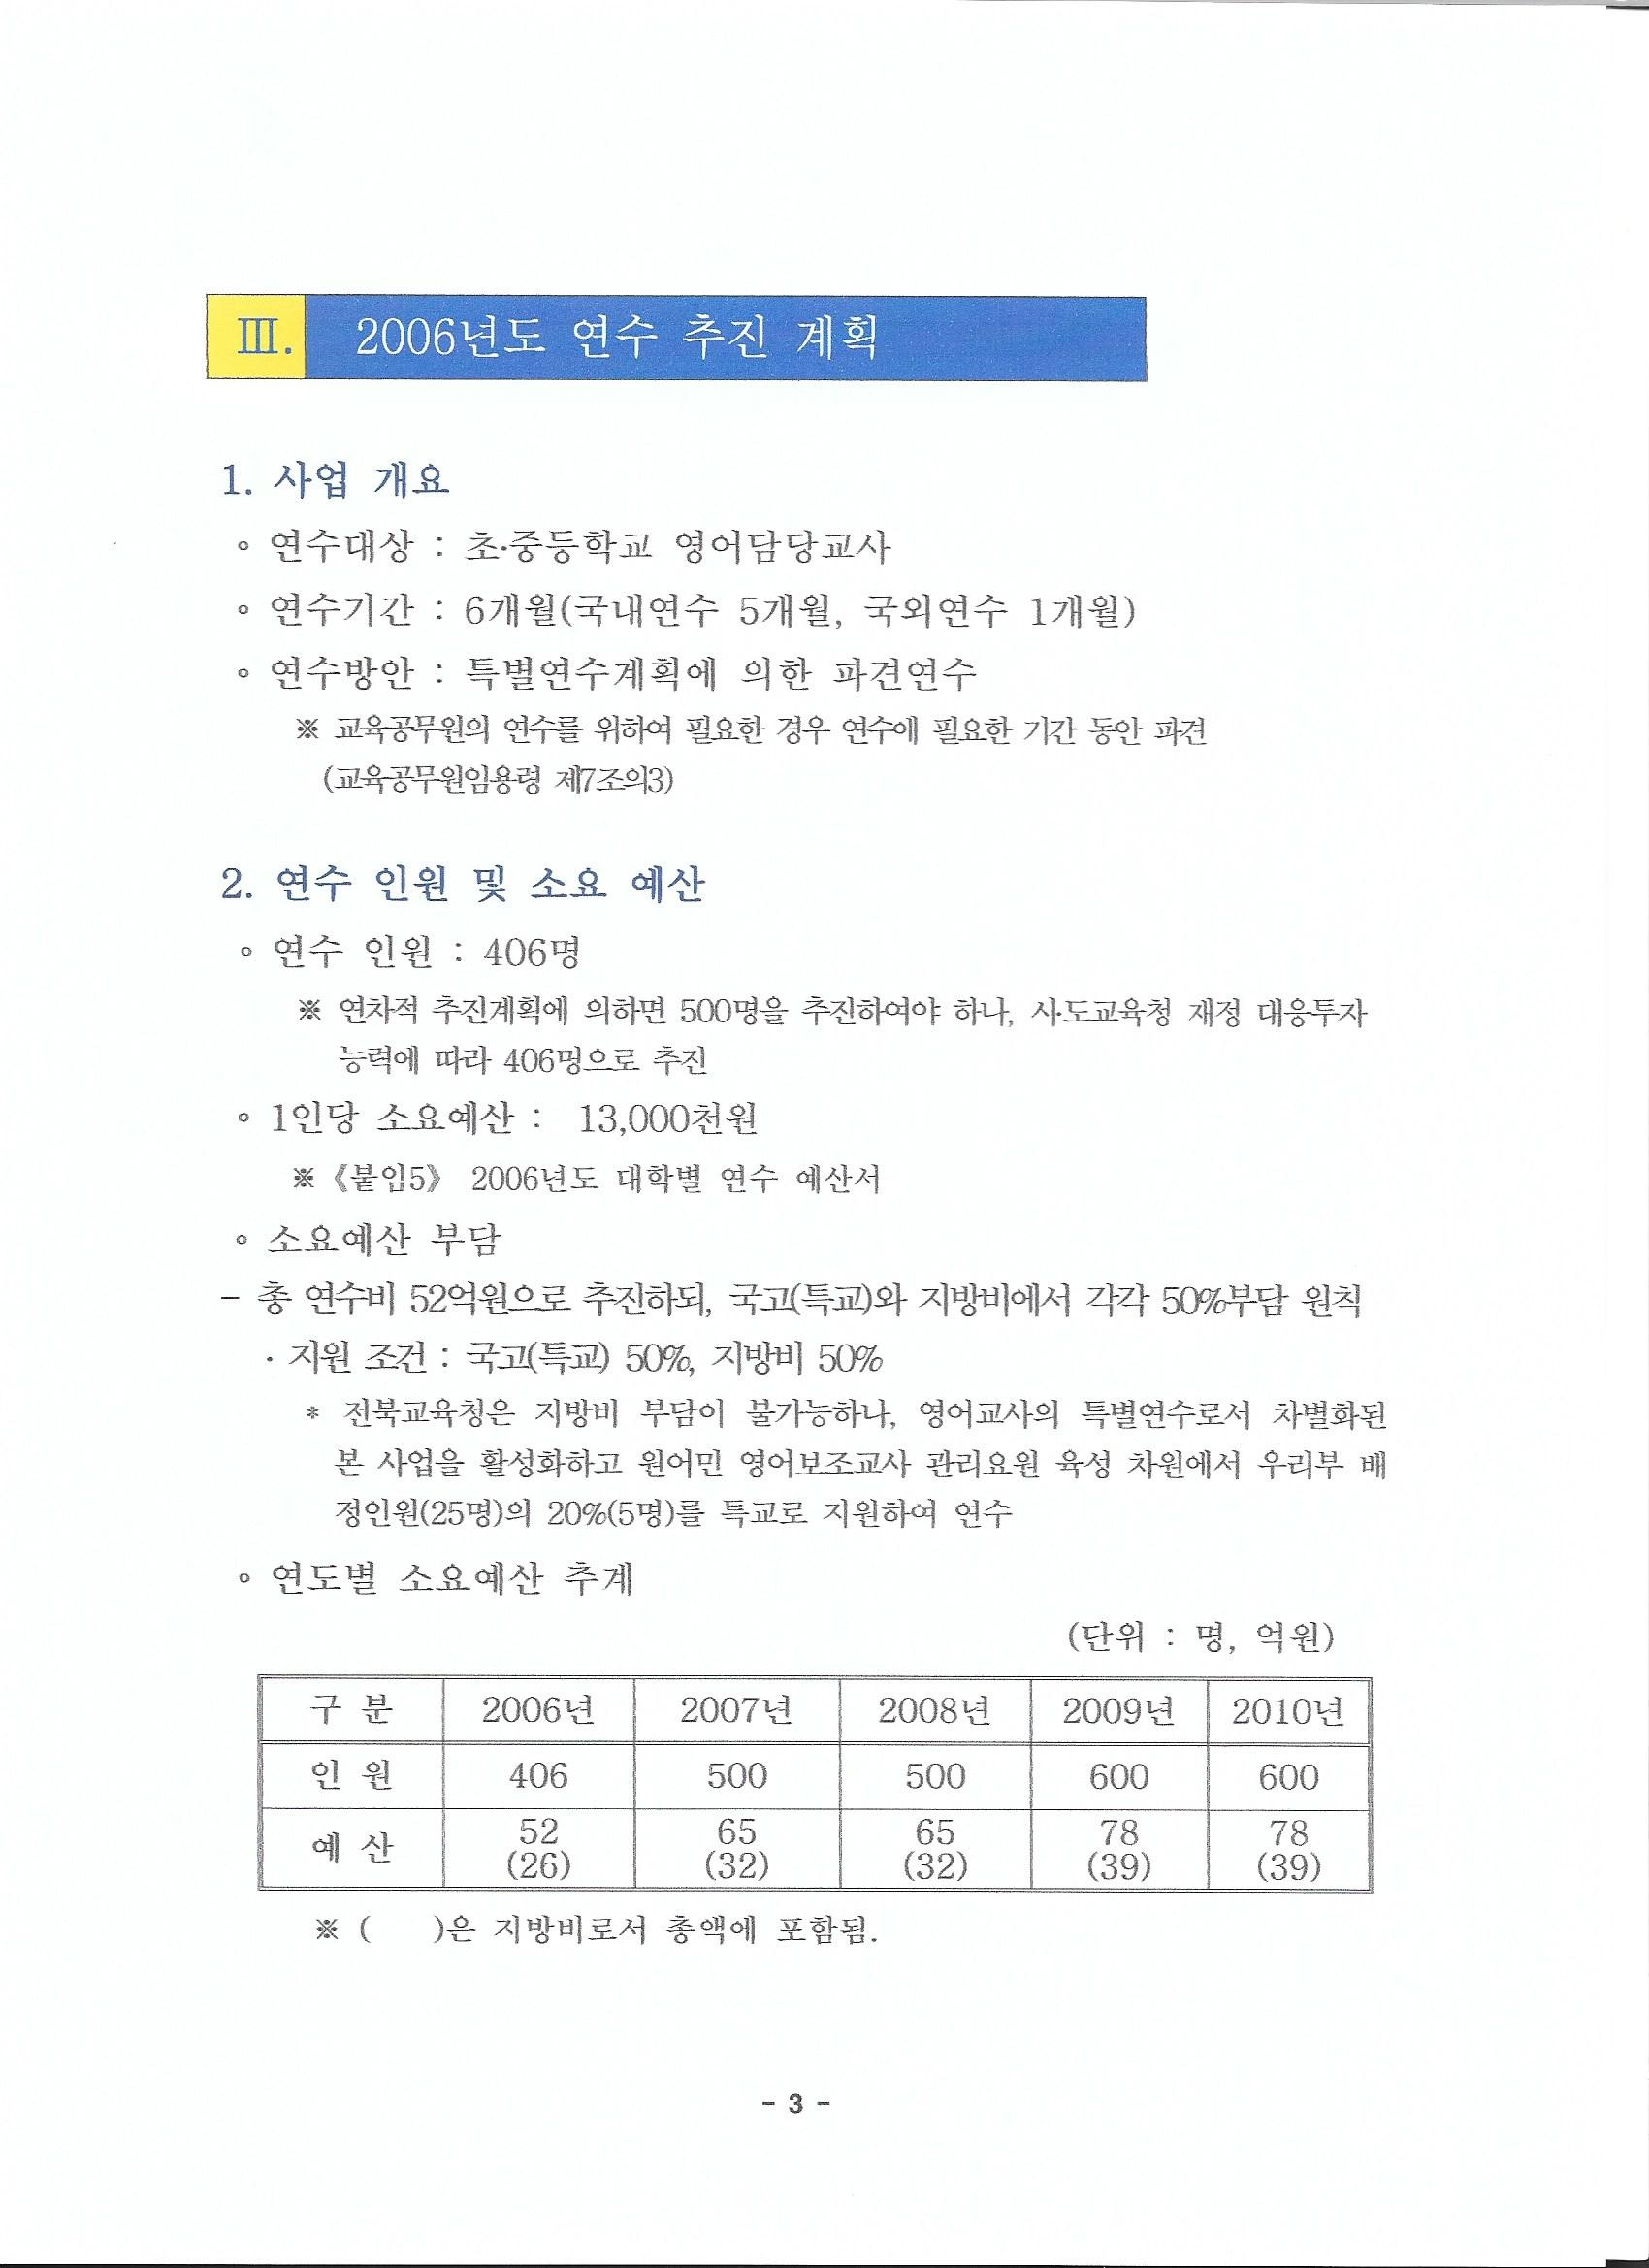 Ⅲ. 2006년도 연수 추진 계획
1. 사업 개요
∘ 연수대상 : 초·중등학교 영어담당교사
∘ 연수기간 : 6개월(국내연수 5개월, 국외연수 1개월)
∘ 연수방안 : 특별연수계획에 의한 파견연수
※ 교육공무원의 연수를 위하여 필요한 경우 연수에 필요한 기간 동안 파견
(교육공무원임용령 제7조의3)
2. 연수 인원 및 소요 예산
∘ 연수 인원 : 406명
※ 연차적 추진계획에 의하면 500명을 추진하여야 하나, 시·도교육청 재정 대응투자
능력에 따라 406명으로 추진
∘ 1인당 소요예산 : 13,000천원
※《붙임5》 2006년도 대학별 연수 예산서
∘ 소요예산 부담
- 총 연수비 52억원으로 추진하되, 국고(특교)와 지방비에서 각각 50%부담 원칙
· 지원 조건 : 국고(특교) 50%, 지방비 50%
* 전북교육청은 지방비 부담이 불가능하나, 영어교사의 특별연수로서 차별화된
본 사업을 활성화하고 원어민 영어보조교사 관리요원 육성 차원에서 우리부 배
정인원(25명)의 20%(5명)를 특교로 지원하여 연수
∘ 연도별 소요예산 추계
(단위 : 명, 억원)
구 분 2006년 2007년 2008년 2009년 2010년
인 원 406 500 500 600 600
예 산 52 65 65 78 78
(26) (32) (32) (39) (39)
※ ( )은 지방비로서 총액에 포함됨.
- 3 -